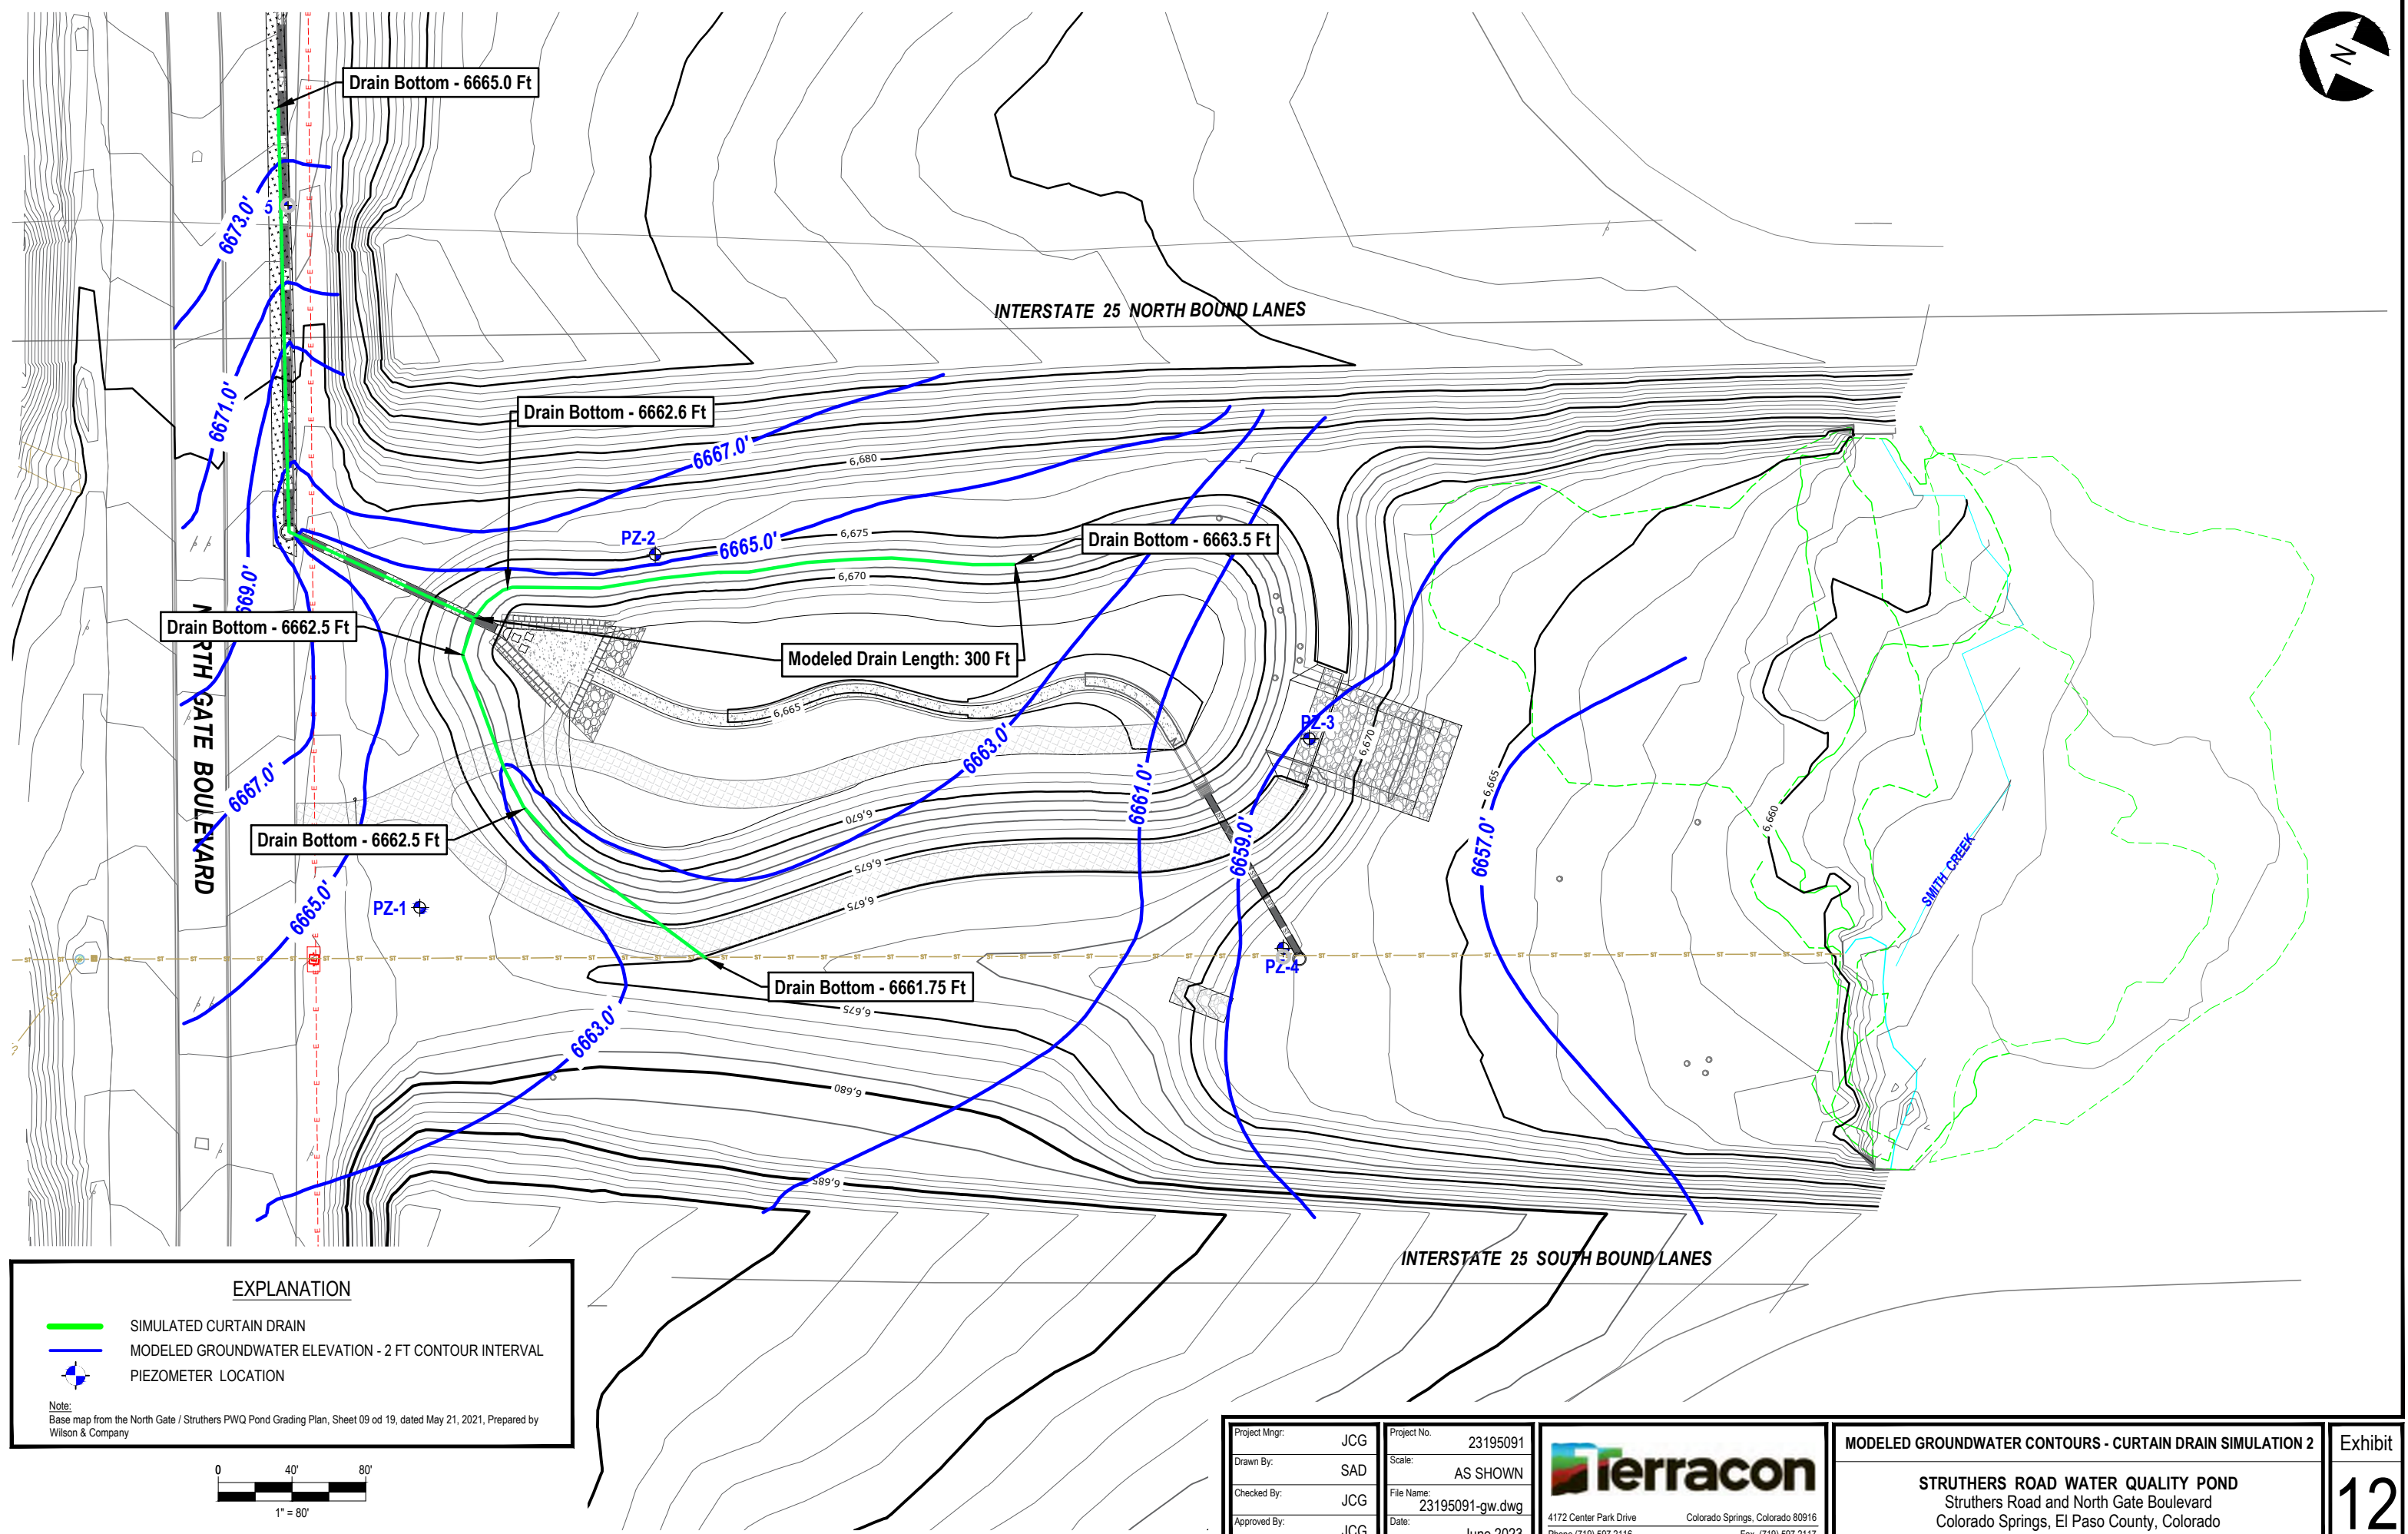 N
Drain Bottom - 6665.0 Ft
6673.0'
5
INTERSTATE 25 NORTH BOUND LANES
6671.0'
Drain Bottom - 6662.6 Ft
6667.0'
6,680
PZ-2
6665.0'
6,675
Drain Bottom - 6663.5 Ft
6,670
669.0'
Drain Bottom - 6662.5 Ft
Modeled Drain Length: 300 Ft
6,665
PZ-3
6,670
NORTH GATE BOULEVARD
6667.0'
6663.0'
6661.0'
6659.0'
6657.0'
6,665
6,660
Drain Bottom - 6662.5 Ft
6,670
6,675
6,675
SMITH CREEK
6665.0'
PZ-1
PZ-4
Drain Bottom - 6661.75 Ft
6,675
6663.0'
6,680
6,685
INTERSTATE 25 SOUTH BOUND LANES
EXPLANATION
SIMULATED CURTAIN DRAIN
MODELED GROUNDWATER ELEVATION - 2 FT CONTOUR INTERVAL
PIEZOMETER LOCATION
Note:
Base map from the North Gate / Struthers PWQ Pond Grading Plan, Sheet 09 od 19, dated May 21, 2021, Prepared by
Wilson & Company
0 40' 80'
1" = 80'
Project Mngr: JCG
Drawn By: SAD
Checked By: JCG
Approved By: JCG
Project No. 23195091
Scale: AS SHOWN
File Name: 23195091-gw.dwg
Date: June 2023
Terracon
4172 Center Park Drive Colorado Springs, Colorado 80916
Phone (719) 597 2116 Fax (719) 597 2117
MODELED GROUNDWATER CONTOURS - CURTAIN DRAIN SIMULATION 2
STRUTHERS ROAD WATER QUALITY POND
Struthers Road and North Gate Boulevard
Colorado Springs, El Paso County, Colorado
Exhibit
12